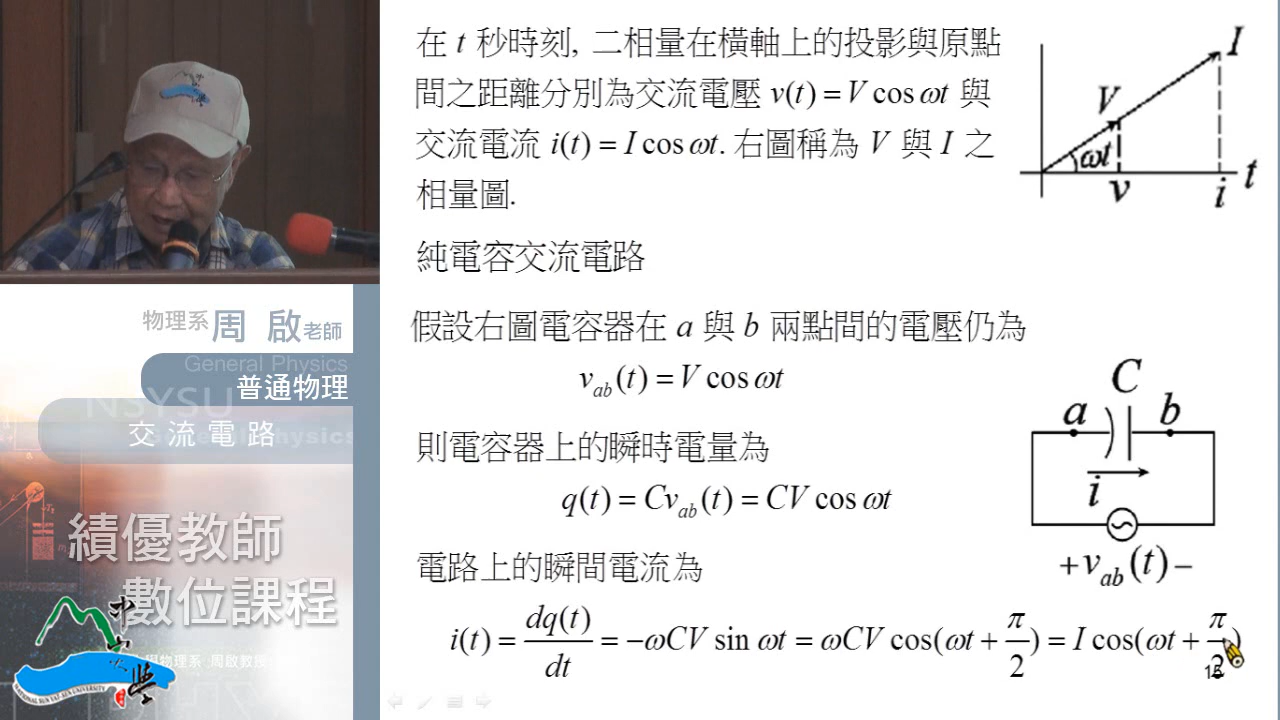 在 t 秒時刻, 二相量在橫軸上的投影與原點
間之距離分別為交流電壓 v(t) = V cos ωt 與
交流電流 i(t) = I cos ωt. 右圖稱為 V 與 I 之
相量圖.
I
V
ωt
v
i
t
純電容交流電路
假設右圖電容器在 a 與 b 兩點間的電壓仍為
v_ab(t) = V cos ωt
則電容器上的瞬時電量為
q(t) = Cv_ab(t) = CV cos ωt
電路上的瞬間電流為
i(t) = dq(t)/dt = −ωCV sin ωt = ωCV cos(ωt + π/2) = I cos(ωt + π/2)
C
a
b
i
+v_ab(t)−
物理系 周 啟 老師
General Physics
普通物理
NSYSU
交流電路
績優教師
數位課程
NATIONAL SUN YAT-SEN UNIVERSITY